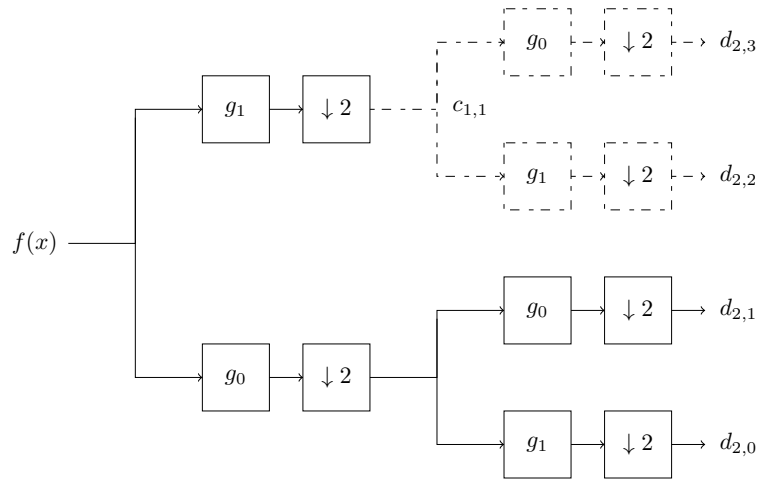 g₀
↓ 2
d₂,₃
g₁
↓ 2
c₁,₁
g₁
↓ 2
d₂,₂
f(x)
g₀
↓ 2
d₂,₁
g₀
↓ 2
g₁
↓ 2
d₂,₀